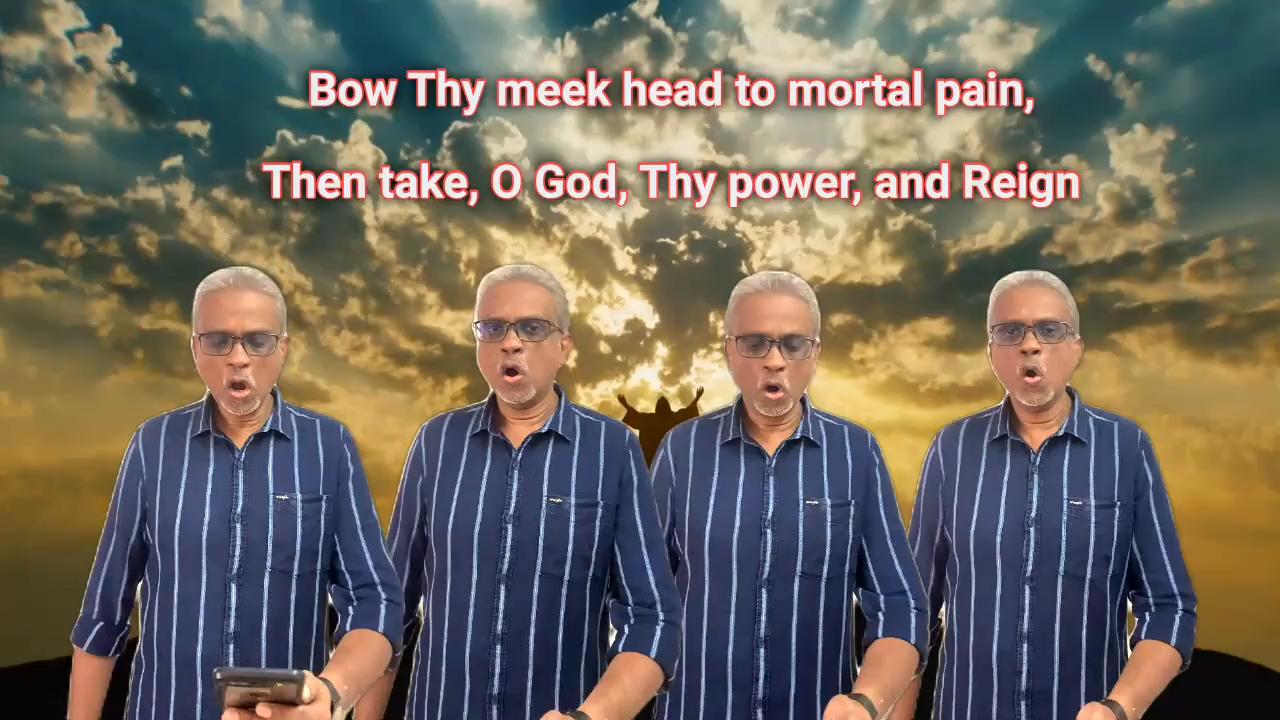 Bow Thy meek head to mortal pain,
Then take, O God, Thy power, and Reign